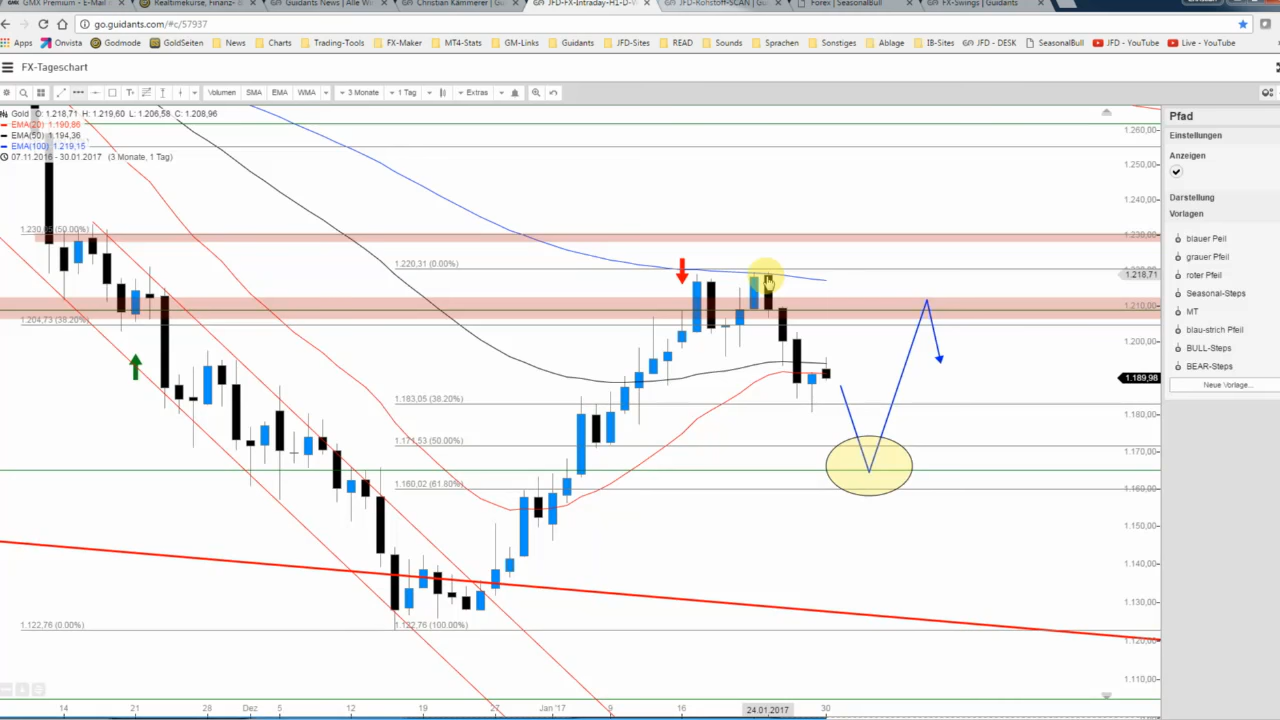 GMX Premium - E-Mail
Realtimekurse, Finanz- &
Guidants News | Alle Wi
Christian Kämmerer | Gu
JFD-FX-Intraday-H1-D-V
JFD-Rohstoff-SCAN | Gu
Forex | SeasonalBull
FX-Swings | Guidants
go.guidants.com/#c/57937
Apps Onvista Godmode GoldSeiten News Charts Trading-Tools FX-Maker MT4-Stats GM-Links Guidants JFD-Sites READ Sounds Sprachen Sonstiges Ablage IB-Sites JFD - DESK SeasonalBull JFD - YouTube Live - YouTube
FX-Tageschart
Volumen SMA EMA WMA 3 Monate 1 Tag Extras
Gold O: 1.218,71 H: 1.219,60 L: 1.206,58 C: 1.208,96
EMA(20) 1.190,86
EMA(50) 1.194,36
EMA(100) 1.219,15
07.11.2016 - 30.01.2017 (3 Monate, 1 Tag)
1.260,00
1.250,00
1.240,00
1.230,00
1.218,71
1.210,00
1.200,00
1.189,98
1.180,00
1.170,00
1.160,00
1.150,00
1.140,00
1.130,00
1.120,00
1.110,00
1.220,31 (0.00%)
1.204,73 (38.20%)
1.183,05 (38.20%)
1.171,53 (50.00%)
1.160,02 (61.80%)
1.122,76 (0.00%)
1.122,76 (100.00%)
14 21 28 Dez 5 12 19 27 Jan '17 9 16 24.01.2017 30
Pfad
Einstellungen
Anzeigen
Darstellung
Vorlagen
blauer Peil
grauer Pfeil
roter Pfeil
Seasonal-Steps
MT
blau-strich Pfeil
BULL-Steps
BEAR-Steps
Neue Vorlage...